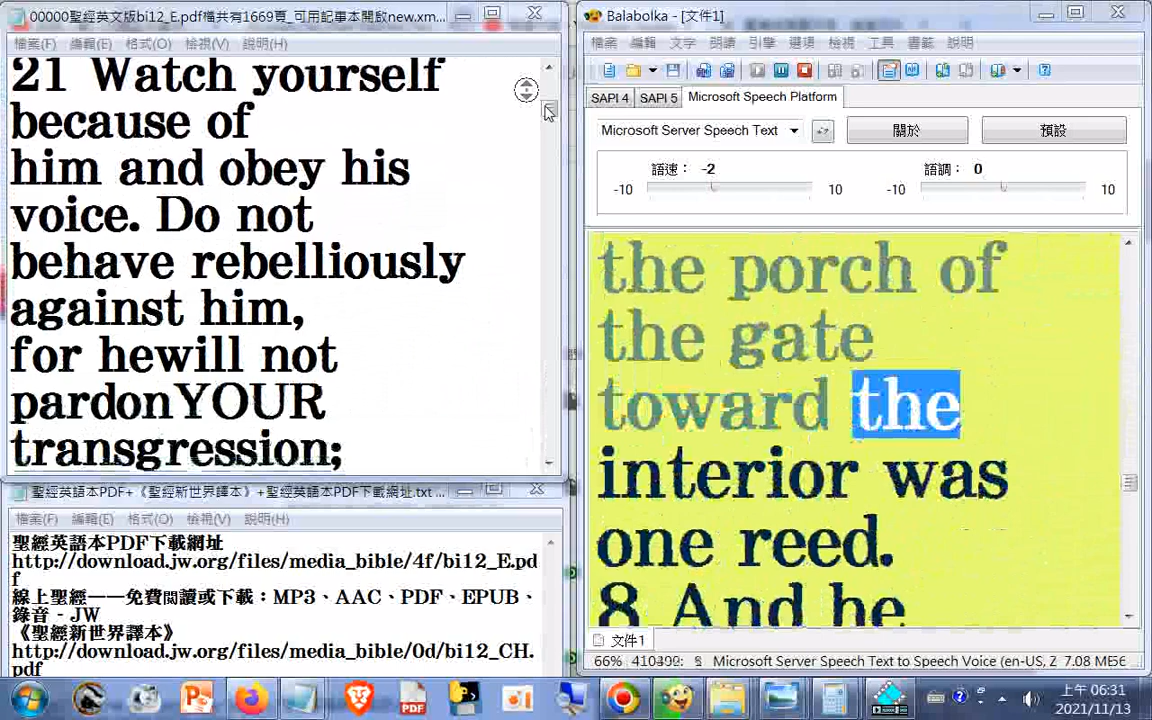 00000聖經英文版bi12_E.pdf檔共有1669頁_可用記事本開啟new.xm...
檔案(F) 編輯(E) 格式(O) 檢視(V) 說明(H)
21 Watch yourself
because of
him and obey his
voice. Do not
behave rebelliously
against him,
for hewill not
pardonYOUR
transgression;
聖經英語本PDF+《聖經新世界譯本》+聖經英語本PDF下載網址.txt ...
檔案(F) 編輯(E) 格式(O) 檢視(V) 說明(H)
聖經英語本PDF下載網址
http://download.jw.org/files/media_bible/4f/bi12_E.pd
f
線上聖經——免費閱讀或下載：MP3、AAC、PDF、EPUB、
錄音 - JW
《聖經新世界譯本》
http://download.jw.org/files/media_bible/0d/bi12_CH.
pdf
Balabolka - [文件1]
檔案 編輯 文字 朗讀 引擎 選項 檢視 工具 書籤 說明
SAPI 4 SAPI 5 Microsoft Speech Platform
Microsoft Server Speech Text 關於 預設
語速： -2 語調： 0
-10 10 -10 10
the porch of
the gate
toward the
interior was
one reed.
8 And he
文件1
66% Microsoft Server Speech Text to Speech Voice (en-US, Z 7.08 ME
上午 06:31
2021/11/13